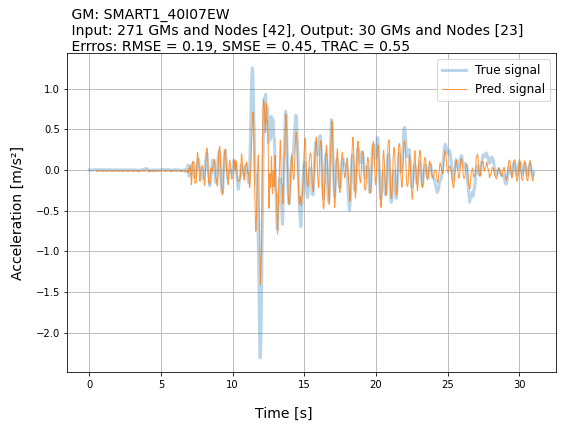 GM: SMART1_40I07EW
Input: 271 GMs and Nodes [42], Output: 30 GMs and Nodes [23]
Errros: RMSE = 0.19, SMSE = 0.45, TRAC = 0.55
True signal
Pred. signal
Acceleration [m/s²]
1.0
0.5
0.0
−0.5
−1.0
−1.5
−2.0
0 5 10 15 20 25 30
Time [s]